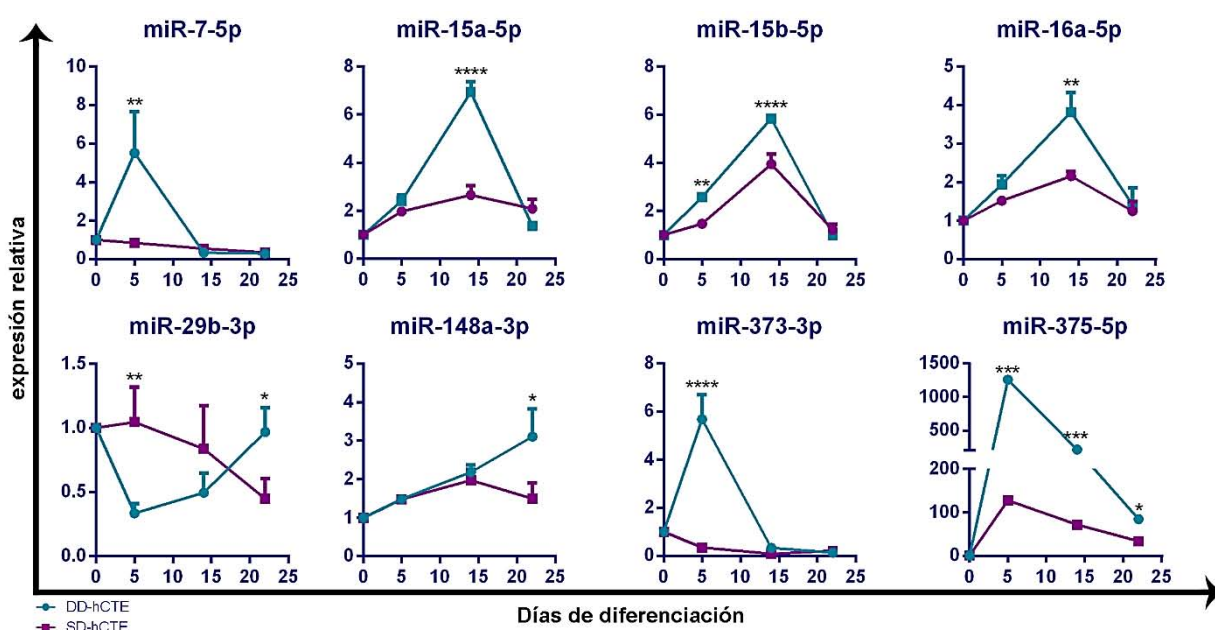 miR-7-5p
10
8
6
4
2
0
**
0 5 10 15 20 25
miR-15a-5p
8
6
4
2
0
****
0 5 10 15 20 25
miR-15b-5p
8
6
4
2
0
**
****
0 5 10 15 20 25
miR-16a-5p
5
4
3
2
1
0
**
0 5 10 15 20 25
expresión relativa
miR-29b-3p
1.5
1.0
0.5
0.0
**
*
0 5 10 15 20 25
miR-148a-3p
5
4
3
2
1
0
*
0 5 10 15 20 25
miR-373-3p
8
6
4
2
0
****
0 5 10 15 20 25
miR-375-5p
1500
1000
500
200
100
0
***
***
*
0 5 10 15 20 25
DD-hCTE
SD-hCTE
Días de diferenciación